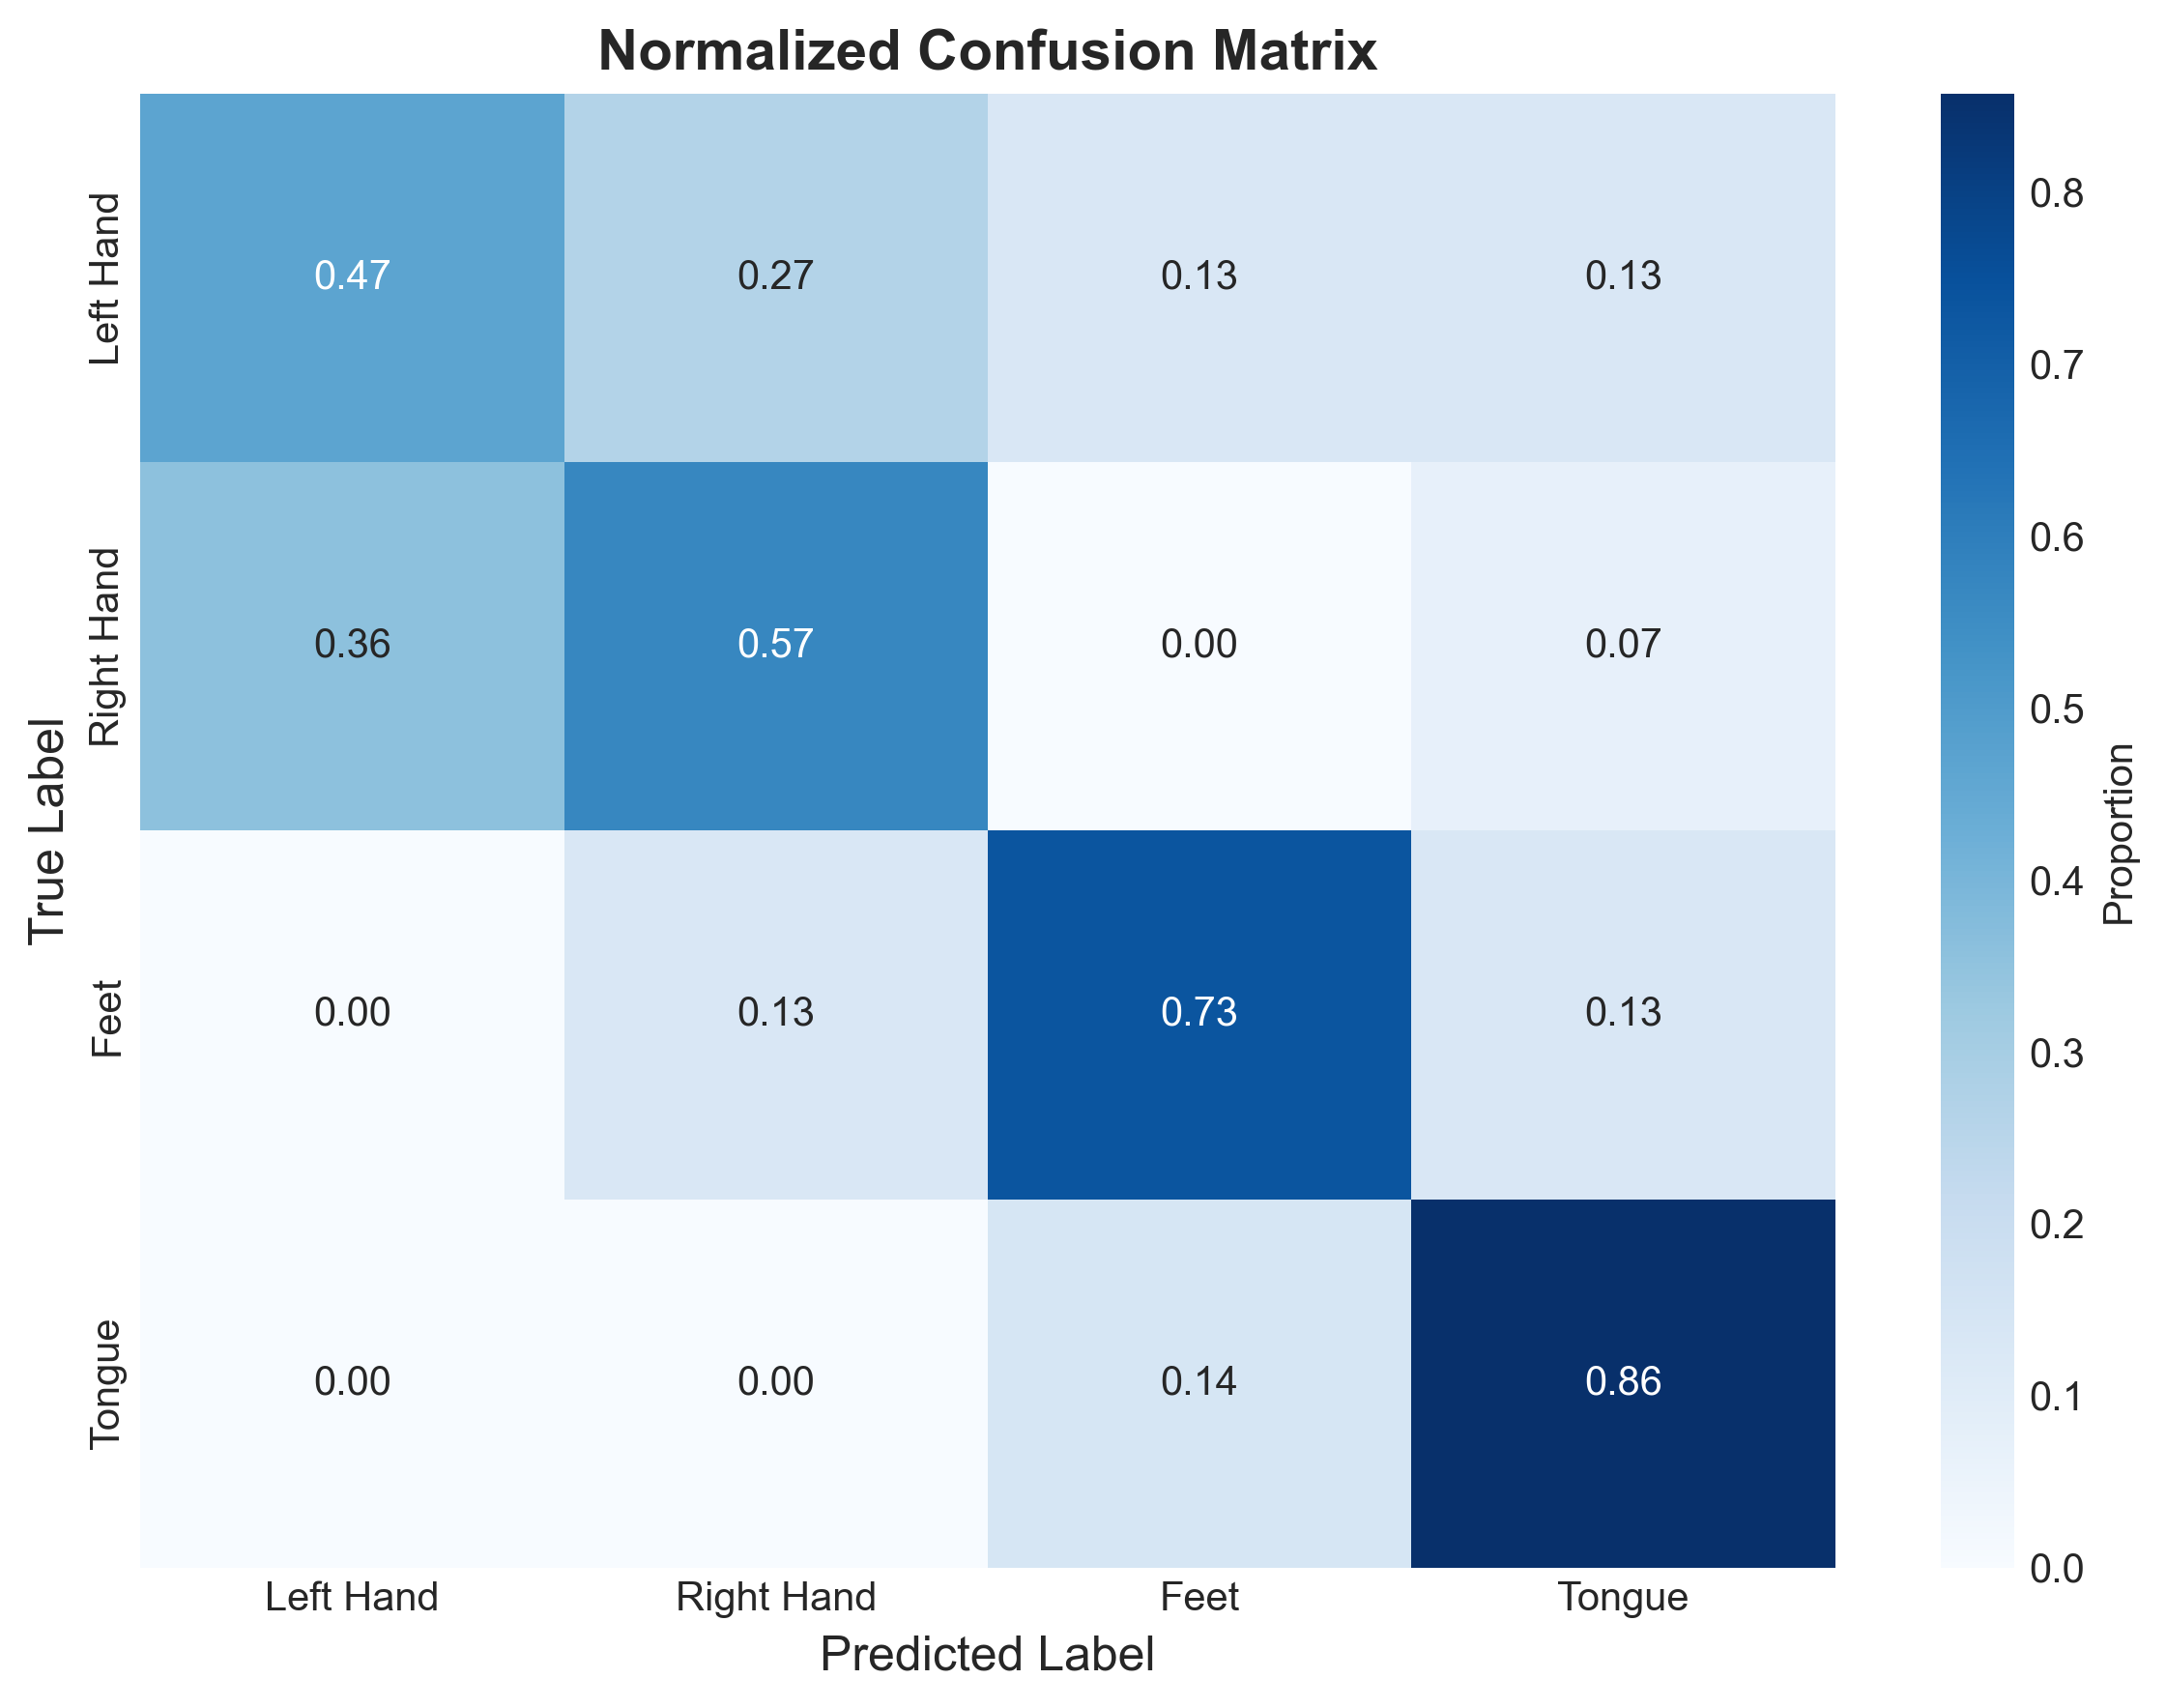 Normalized Confusion Matrix
True Label
Left Hand
0.47 0.27 0.13 0.13
Right Hand
0.36 0.57 0.00 0.07
Feet
0.00 0.13 0.73 0.13
Tongue
0.00 0.00 0.14 0.86
Left Hand Right Hand Feet Tongue
Predicted Label
0.8
0.7
0.6
0.5
0.4
0.3
0.2
0.1
0.0
Proportion